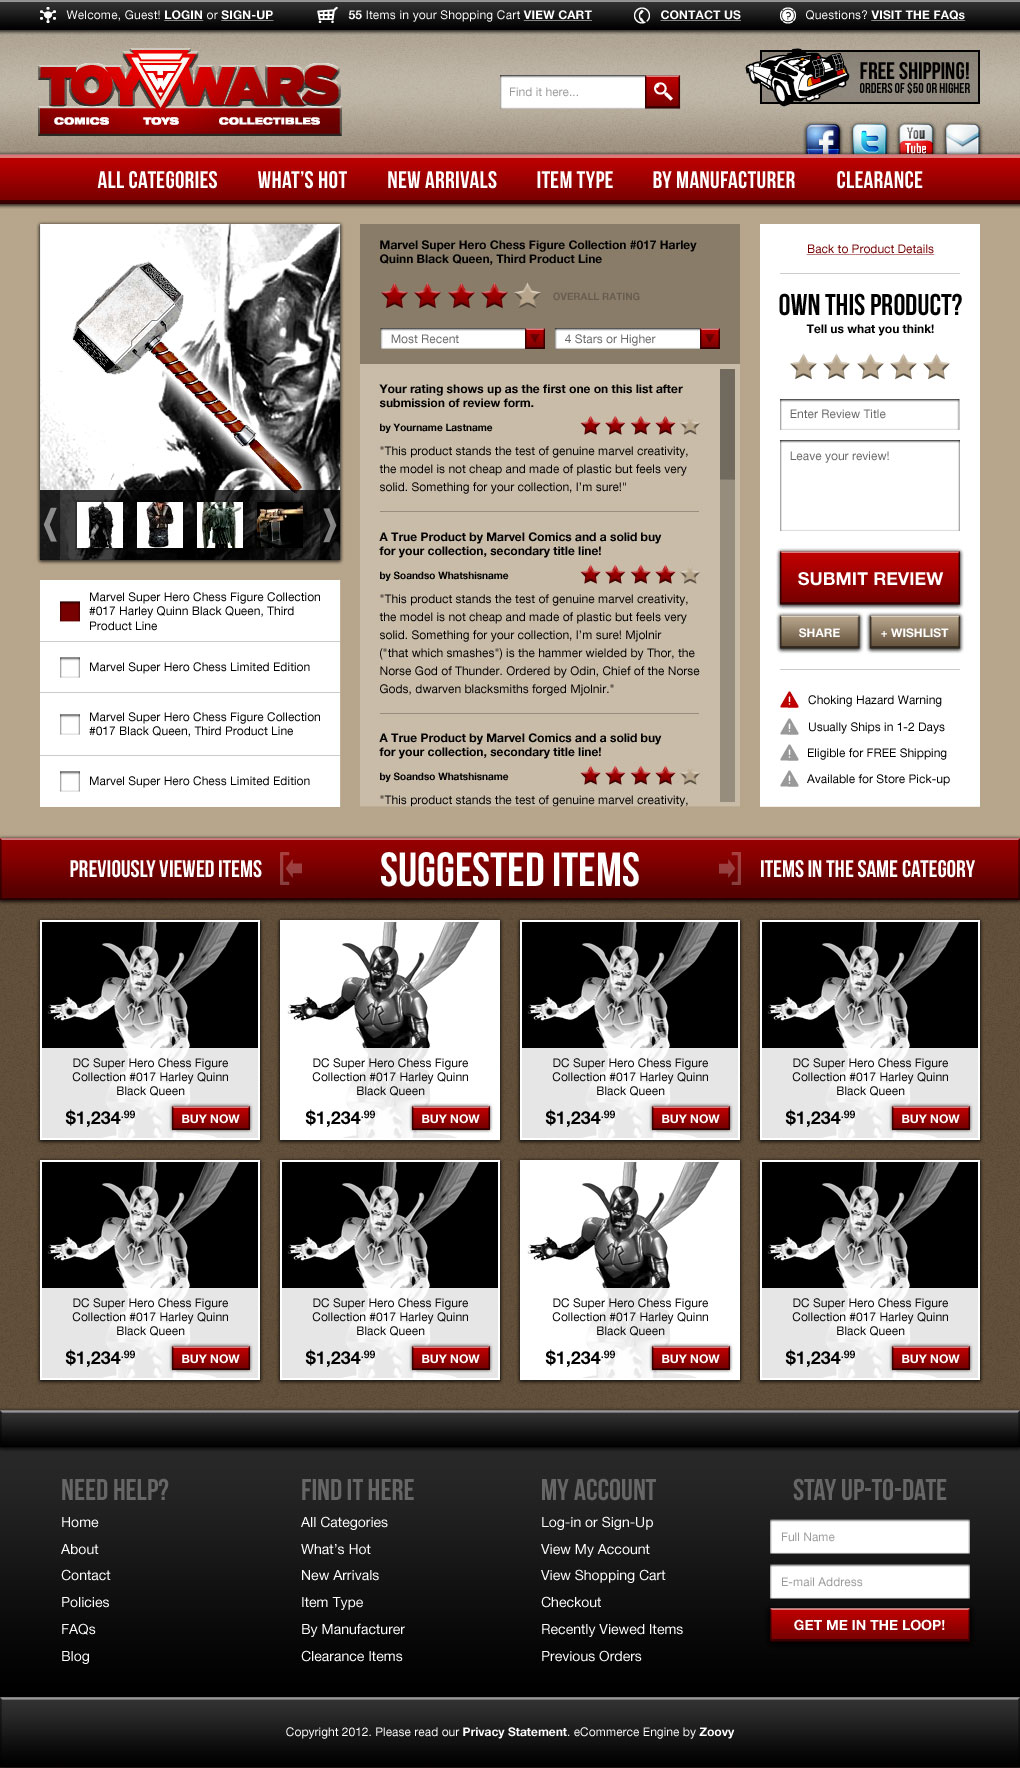 Welcome, Guest! LOGIN or SIGN-UP
55 Items in your Shopping Cart VIEW CART
CONTACT US
Questions? VISIT THE FAQs
TOY WARS
COMICS TOYS COLLECTIBLES
Find it here...
FREE SHIPPING!
ORDERS OF $50 OR HIGHER
You
Tube
ALL CATEGORIES WHAT'S HOT NEW ARRIVALS ITEM TYPE BY MANUFACTURER CLEARANCE
Marvel Super Hero Chess Figure Collection
#017 Harley Quinn Black Queen, Third
Product Line
Marvel Super Hero Chess Limited Edition
Marvel Super Hero Chess Figure Collection
#017 Black Queen, Third Product Line
Marvel Super Hero Chess Limited Edition
Marvel Super Hero Chess Figure Collection #017 Harley
Quinn Black Queen, Third Product Line
OVERALL RATING
Most Recent
4 Stars or Higher
Your rating shows up as the first one on this list after
submission of review form.
by Yourname Lastname
"This product stands the test of genuine marvel creativity,
the model is not cheap and made of plastic but feels very
solid. Something for your collection, I'm sure!"
A True Product by Marvel Comics and a solid buy
for your collection, secondary title line!
by Soandso Whatshisname
"This product stands the test of genuine marvel creativity,
the model is not cheap and made of plastic but feels very
solid. Something for your collection, I'm sure! Mjolnir
("that which smashes") is the hammer wielded by Thor, the
Norse God of Thunder. Ordered by Odin, Chief of the Norse
Gods, dwarven blacksmiths forged Mjolnir."
A True Product by Marvel Comics and a solid buy
for your collection, secondary title line!
by Soandso Whatshisname
"This product stands the test of genuine marvel creativity,
Back to Product Details
OWN THIS PRODUCT?
Tell us what you think!
Enter Review Title
Leave your review!
SUBMIT REVIEW
SHARE
+ WISHLIST
Choking Hazard Warning
Usually Ships in 1-2 Days
Eligible for FREE Shipping
Available for Store Pick-up
PREVIOUSLY VIEWED ITEMS
SUGGESTED ITEMS
ITEMS IN THE SAME CATEGORY
DC Super Hero Chess Figure
Collection #017 Harley Quinn
Black Queen
$1,234.99 BUY NOW
DC Super Hero Chess Figure
Collection #017 Harley Quinn
Black Queen
$1,234.99 BUY NOW
DC Super Hero Chess Figure
Collection #017 Harley Quinn
Black Queen
$1,234.99 BUY NOW
DC Super Hero Chess Figure
Collection #017 Harley Quinn
Black Queen
$1,234.99 BUY NOW
DC Super Hero Chess Figure
Collection #017 Harley Quinn
Black Queen
$1,234.99 BUY NOW
DC Super Hero Chess Figure
Collection #017 Harley Quinn
Black Queen
$1,234.99 BUY NOW
DC Super Hero Chess Figure
Collection #017 Harley Quinn
Black Queen
$1,234.99 BUY NOW
DC Super Hero Chess Figure
Collection #017 Harley Quinn
Black Queen
$1,234.99 BUY NOW
NEED HELP?
Home
About
Contact
Policies
FAQs
Blog
FIND IT HERE
All Categories
What's Hot
New Arrivals
Item Type
By Manufacturer
Clearance Items
MY ACCOUNT
Log-in or Sign-Up
View My Account
View Shopping Cart
Checkout
Recently Viewed Items
Previous Orders
STAY UP-TO-DATE
Full Name
E-mail Address
GET ME IN THE LOOP!
Copyright 2012. Please read our Privacy Statement. eCommerce Engine by Zoovy